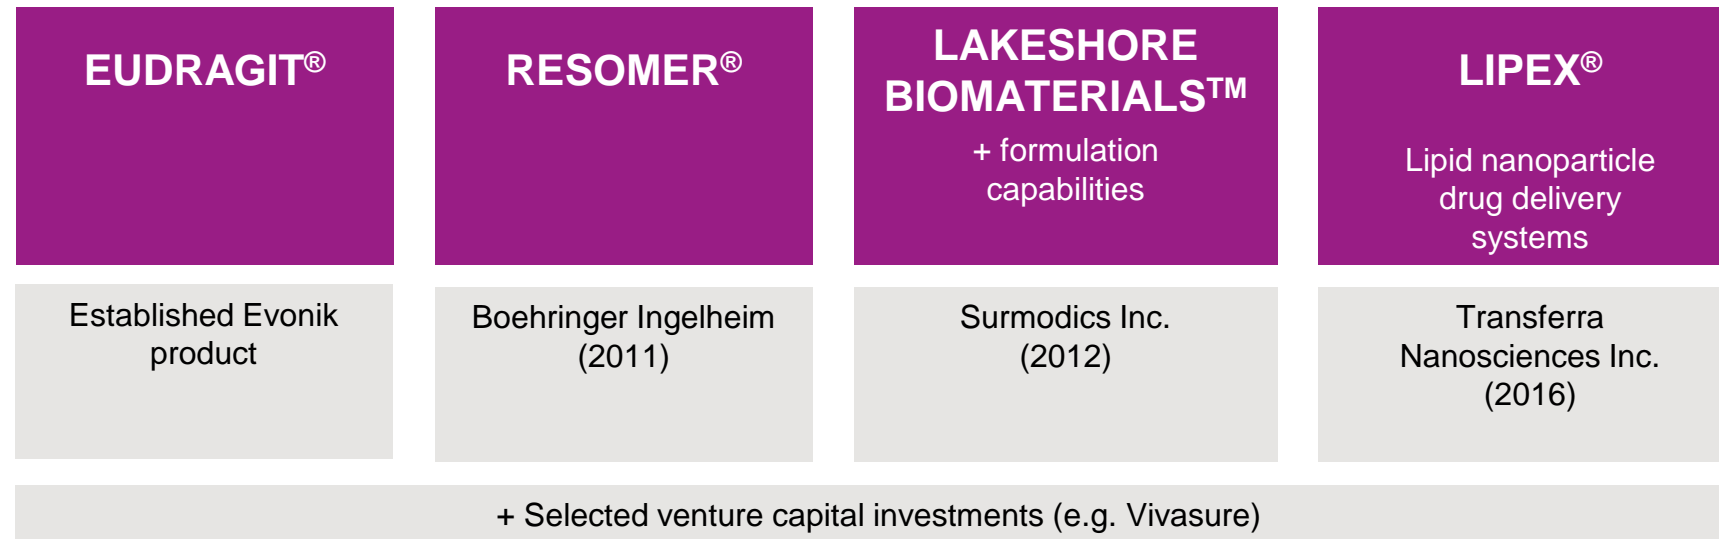 EUDRAGIT®
Established Evonik
product
RESOMER®
Boehringer Ingelheim
(2011)
LAKESHORE
BIOMATERIALS™
+ formulation
capabilities
Surmodics Inc.
(2012)
LIPEX®
Lipid nanoparticle
drug delivery
systems
Transferra
Nanosciences Inc.
(2016)
+ Selected venture capital investments (e.g. Vivasure)